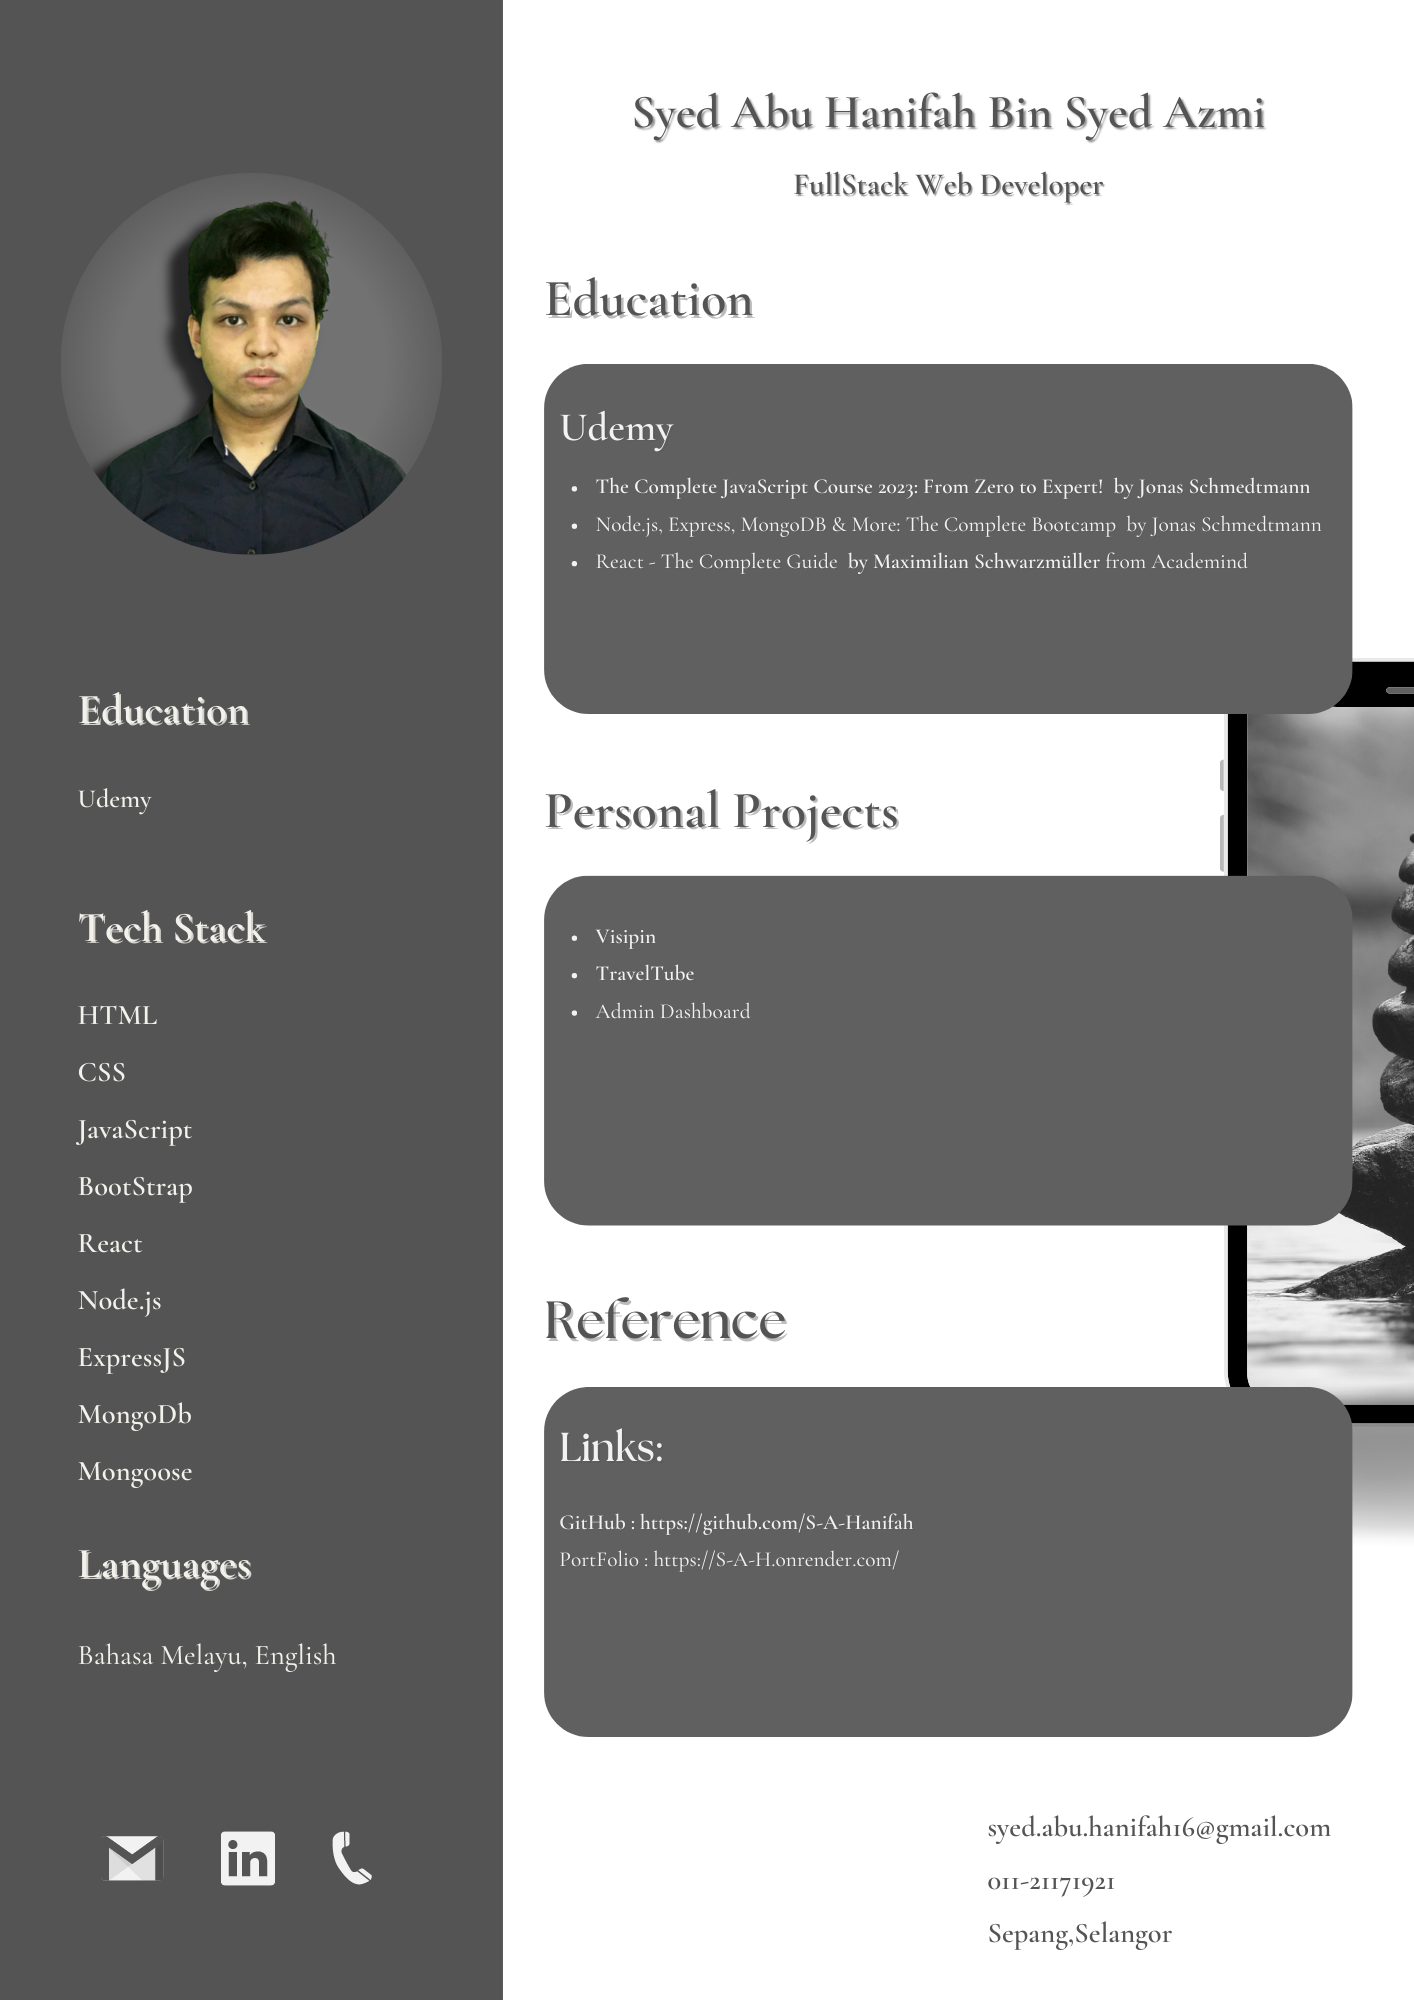 Syed Abu Hanifah Bin Syed Azmi
FullStack Web Developer
Education
Udemy
Tech Stack
HTML
CSS
JavaScript
BootStrap
React
Node.js
ExpressJS
MongoDb
Mongoose
Languages
Bahasa Melayu, English
in
Education
Udemy
• The Complete JavaScript Course 2023: From Zero to Expert! by Jonas Schmedtmann
• Node.js, Express, MongoDB & More: The Complete Bootcamp by Jonas Schmedtmann
• React - The Complete Guide by Maximilian Schwarzmüller from Academind
Personal Projects
• Visipin
• TravelTube
• Admin Dashboard
Reference
Links:
GitHub : https://github.com/S-A-Hanifah
PortFolio : https://S-A-H.onrender.com/
syed.abu.hanifah16@gmail.com
011-21171921
Sepang,Selangor